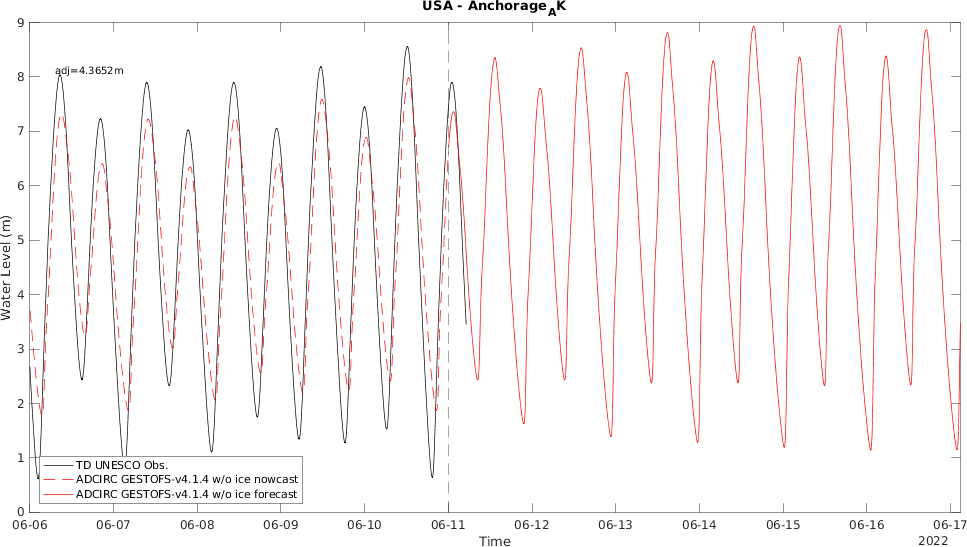 USA - Anchorage_AK
9
8
7
6
5
4
3
2
1
0
Water Level (m)
adj=4.3652m
TD UNESCO Obs.
ADCIRC GESTOFS-v4.1.4 w/o ice nowcast
ADCIRC GESTOFS-v4.1.4 w/o ice forecast
06-06 06-07 06-08 06-09 06-10 06-11 06-12 06-13 06-14 06-15 06-16 06-17
Time
2022